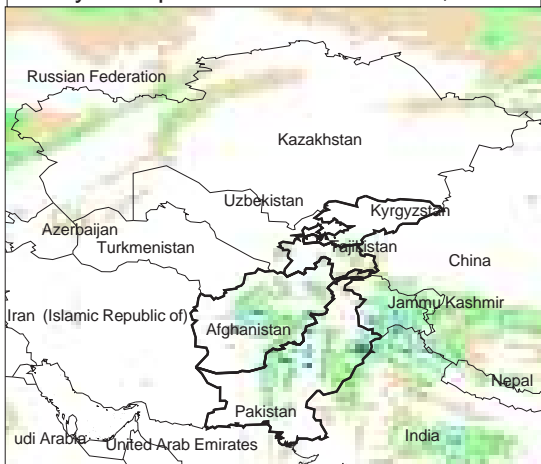 Russian Federation
Kazakhstan
Uzbekistan
Kyrgyzstan
Azerbaijan
Turkmenistan
Tajikistan
China
Jammu Kashmir
Iran (Islamic Republic of)
Afghanistan
Nepal
Pakistan
udi Arabia
United Arab Emirates
India